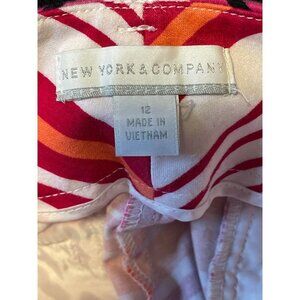 NEW YORK & COMPANY
12
MADE IN
VIETNAM